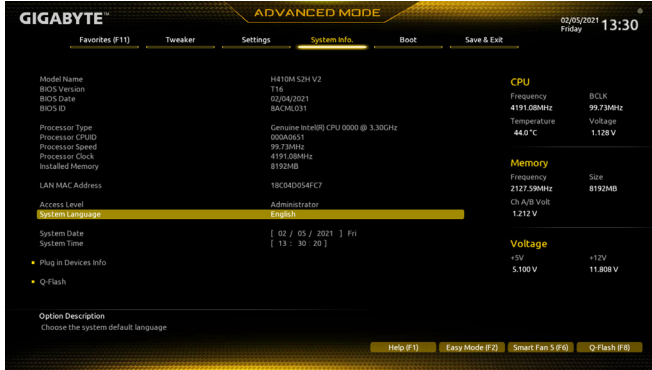 GIGABYTE™
ADVANCED MODE
02/05/2021 Friday 13:30
Favorites (F11) Tweaker Settings System Info. Boot Save & Exit
Model Name H410M S2H V2
BIOS Version T16
BIOS Date 02/04/2021
BIOS ID 8ACML031
Processor Type Genuine Intel(R) CPU 0000 @ 3.30GHz
Processor CPUID 000A0651
Processor Speed 99.73MHz
Processor Clock 4191.08MHz
Installed Memory 8192MB
LAN MAC Address 18C04D054FC7
Access Level Administrator
System Language English
System Date [ 02 / 05 / 2021 ] Fri
System Time [ 13 : 30 : 20 ]
Plug in Devices Info
Q-Flash
CPU
Frequency BCLK
4191.08MHz 99.73MHz
Temperature Voltage
44.0 °C 1.128 V
Memory
Frequency Size
2127.59MHz 8192MB
Ch A/B Volt
1.212 V
Voltage
+5V +12V
5.100 V 11.808 V
Option Description
Choose the system default language
Help (F1) Easy Mode (F2) Smart Fan 5 (F6) Q-Flash (F8)